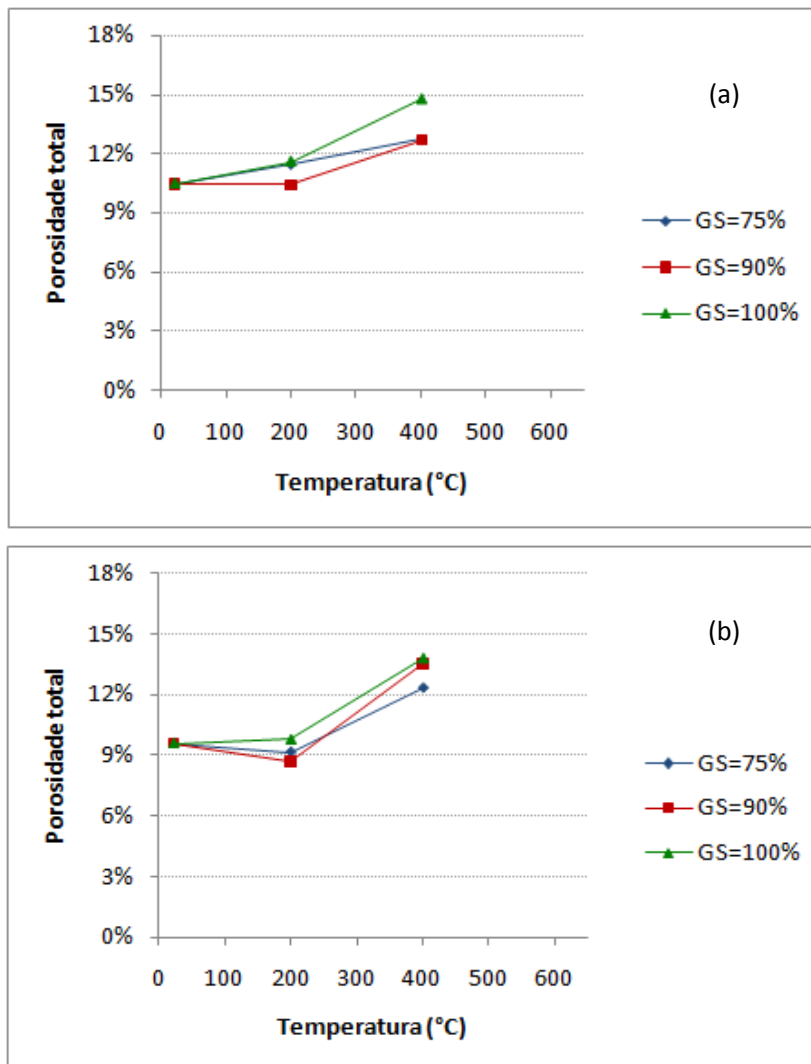 18%
(a)
15%
12%
9%
6%
3%
0%
Porosidade total
GS=75%
GS=90%
GS=100%
0 100 200 300 400 500 600
Temperatura (°C)
18%
(b)
15%
12%
9%
6%
3%
0%
Porosidade total
GS=75%
GS=90%
GS=100%
0 100 200 300 400 500 600
Temperatura (°C)